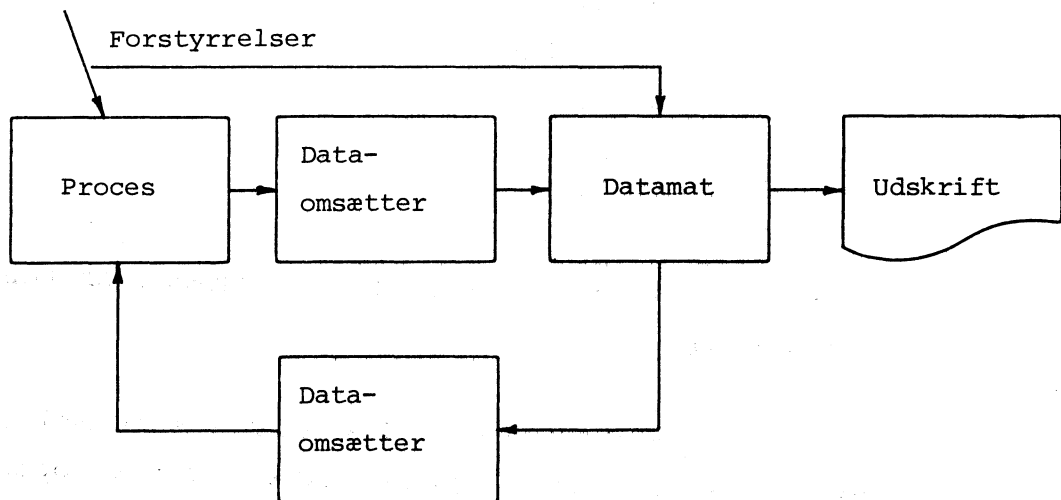 Forstyrrelser
Proces
Data-
omsætter
Datamat
Udskrift
Data-
omsætter